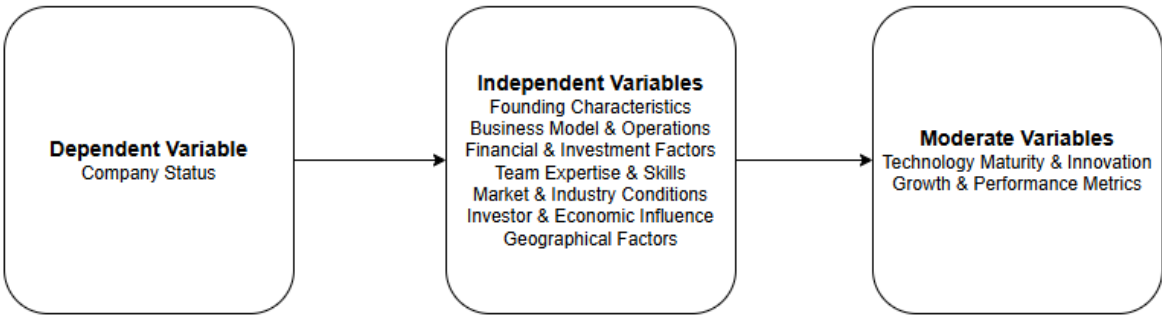 Dependent Variable
Company Status
Independent Variables
Founding Characteristics
Business Model & Operations
Financial & Investment Factors
Team Expertise & Skills
Market & Industry Conditions
Investor & Economic Influence
Geographical Factors
Moderate Variables
Technology Maturity & Innovation
Growth & Performance Metrics